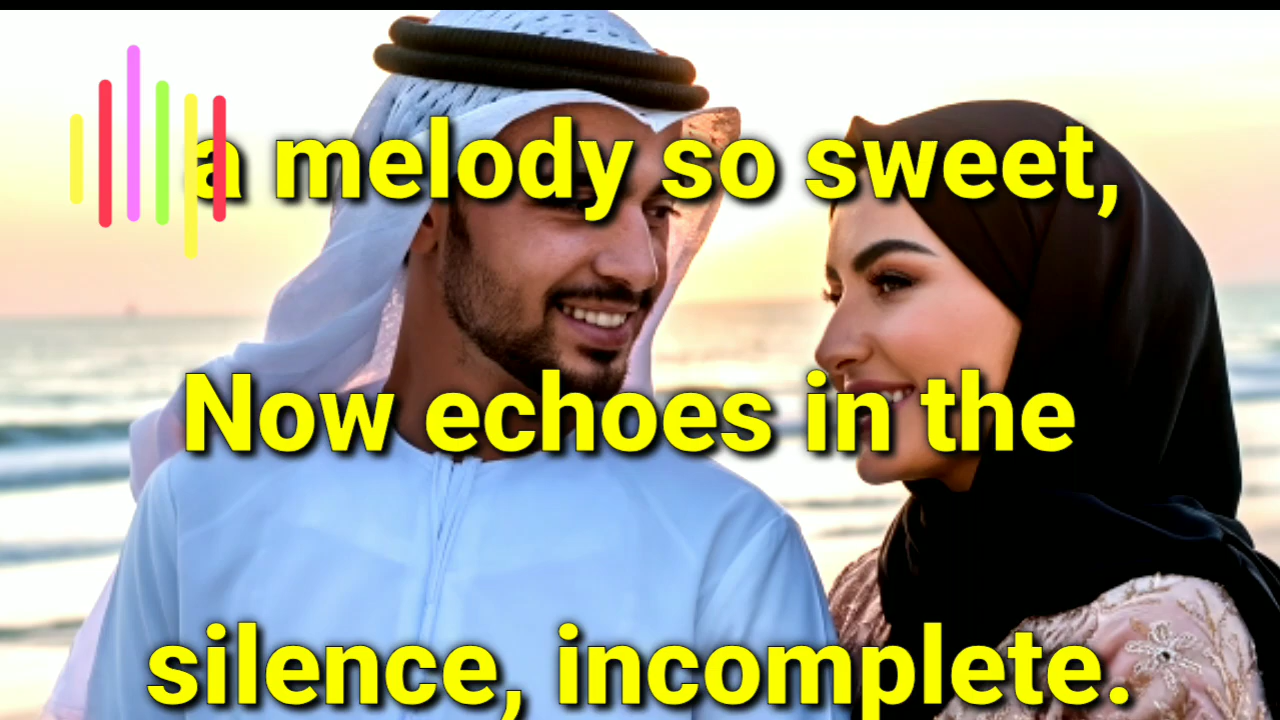 a melody so sweet,
Now echoes in the
silence, incomplete.